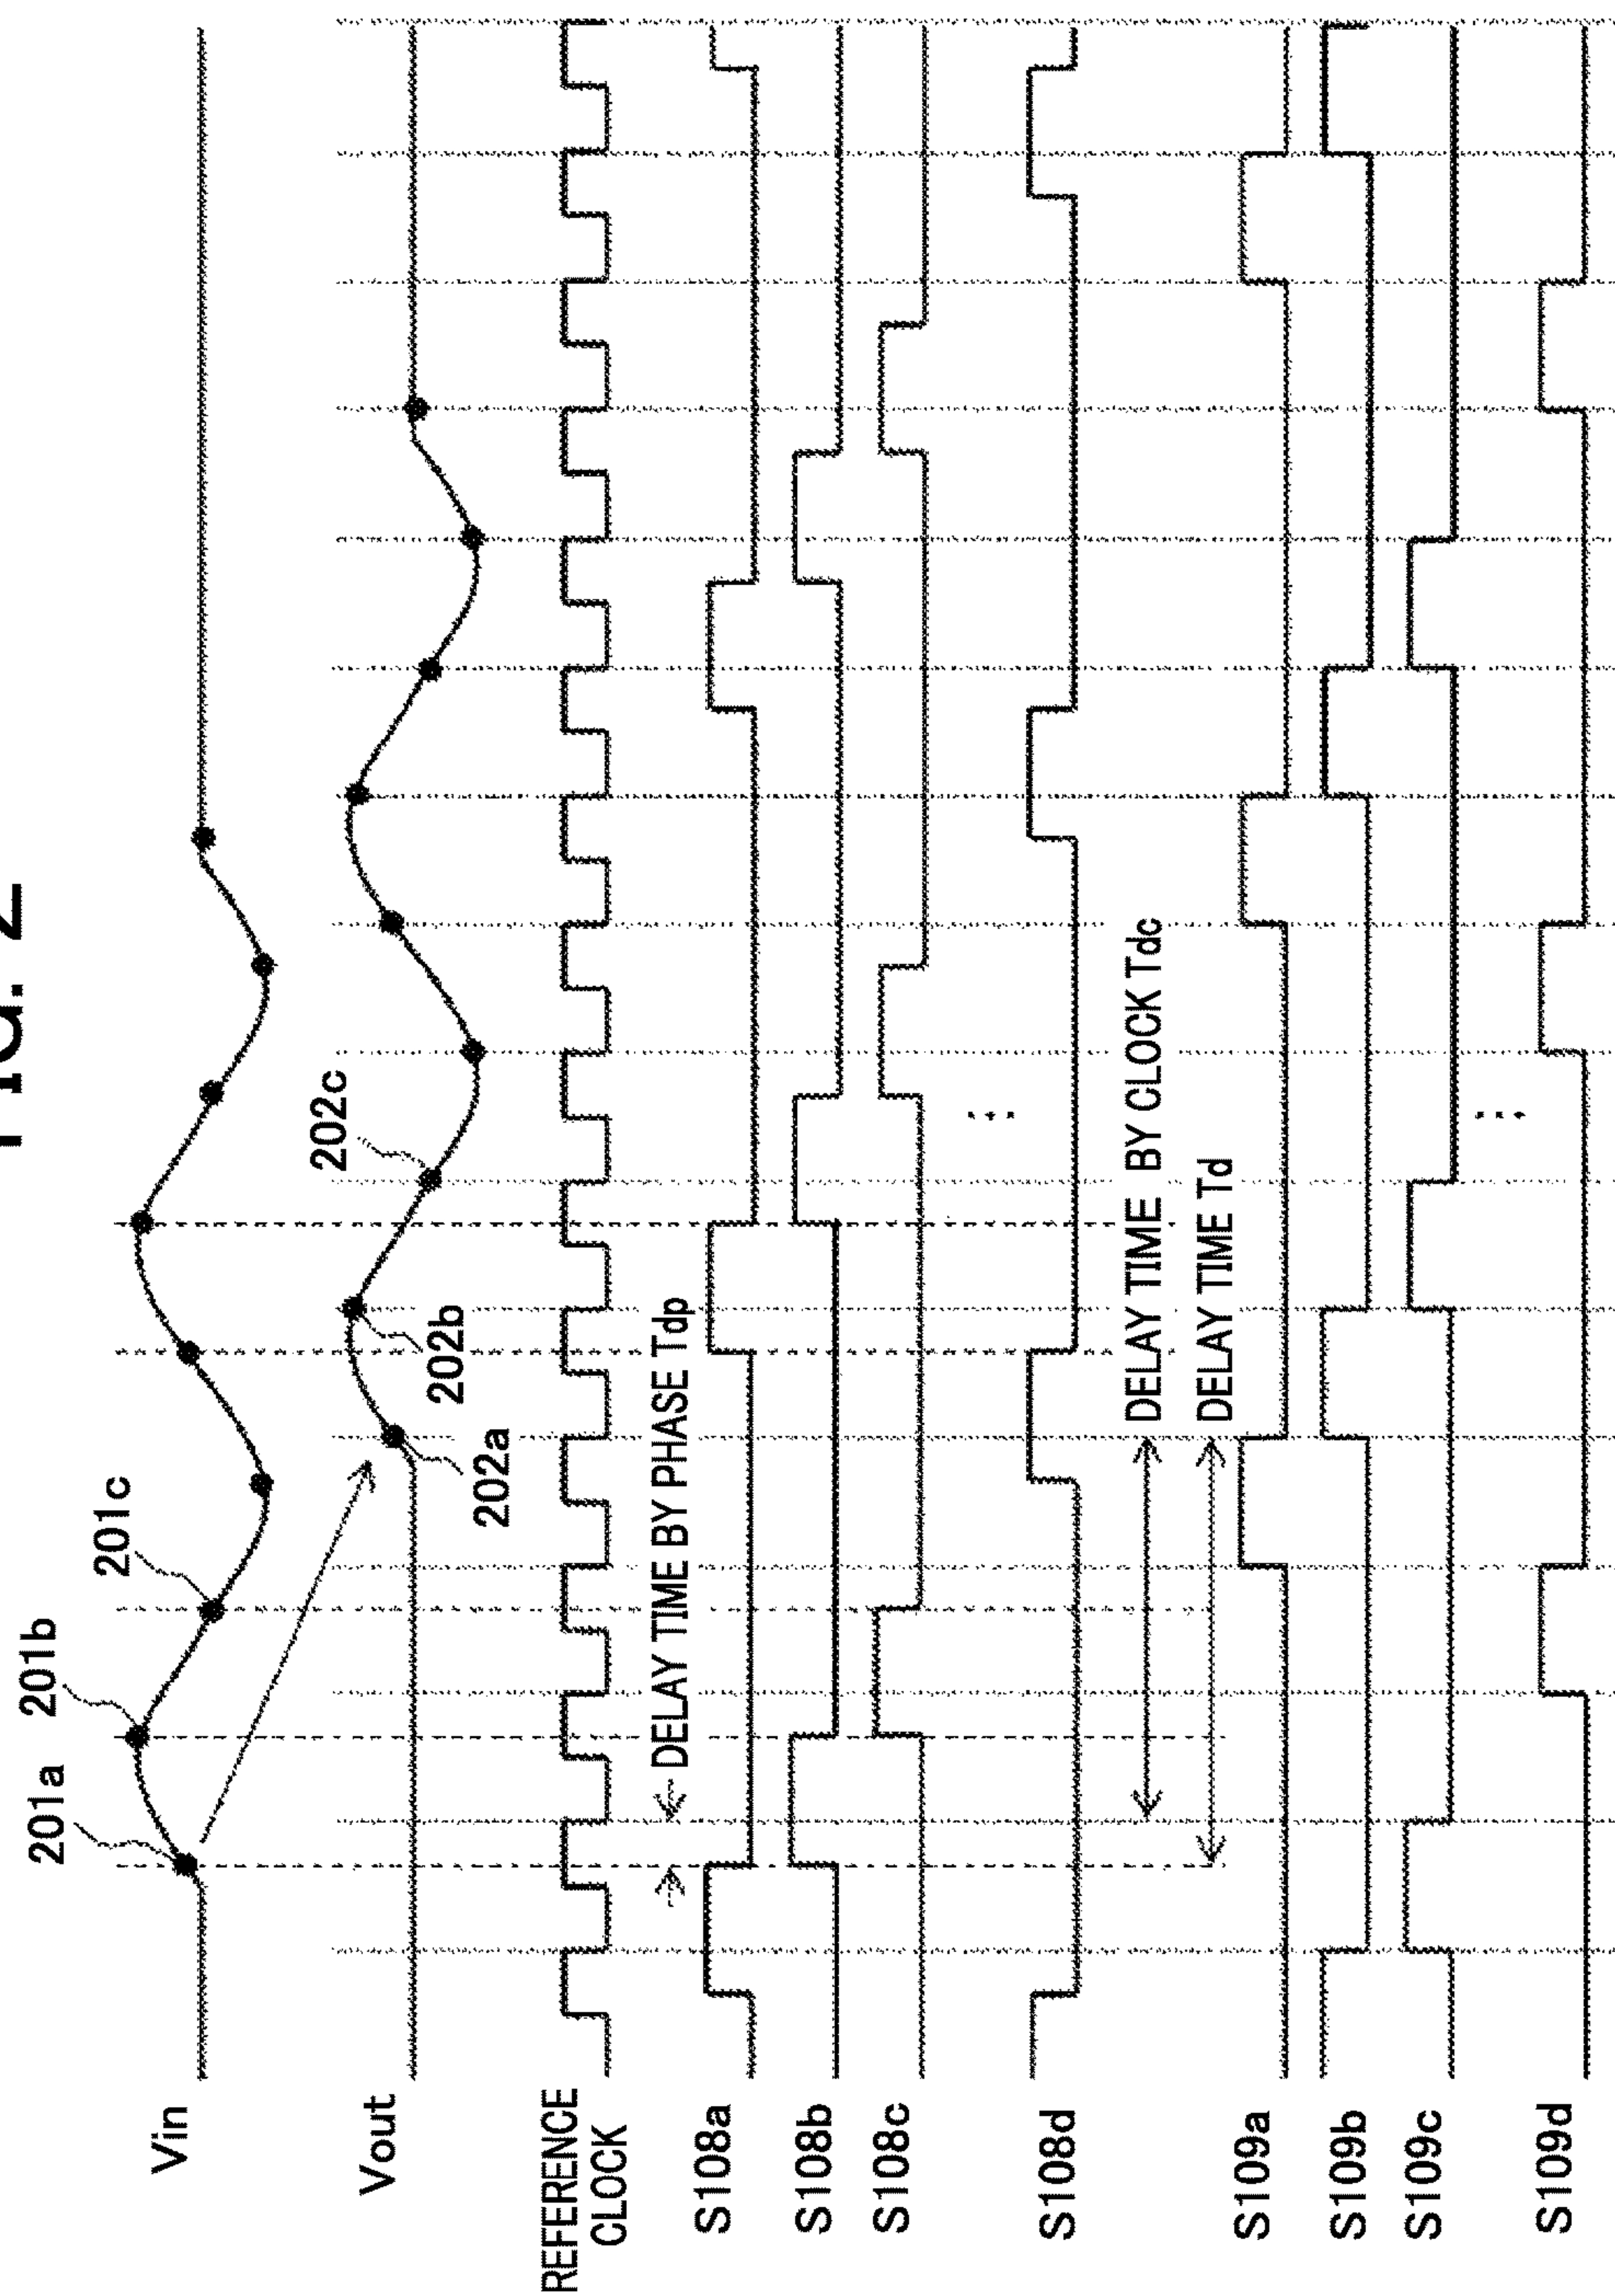 FIG. 2
201a
201b
201c
Vin
202a
202b
202c
Vout
REFERENCE
CLOCK
DELAY TIME BY PHASE Tdp
S108a
S108b
S108c
S108d
DELAY TIME BY CLOCK Tdc
DELAY TIME Td
S109a
S109b
S109c
S109d